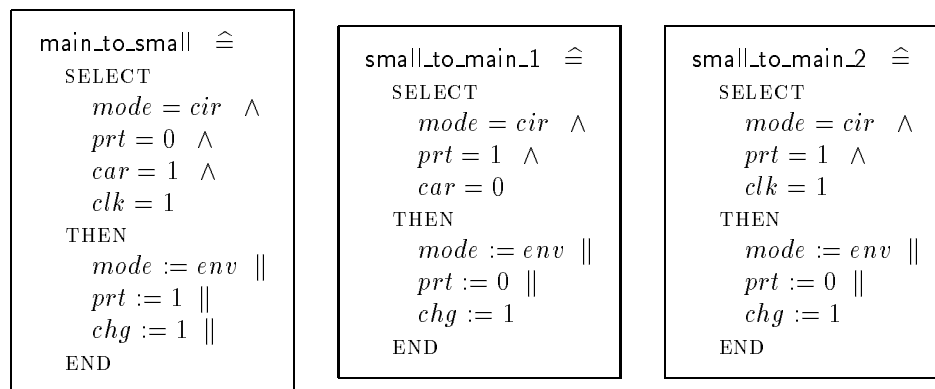 main_to_small ≙
SELECT
mode = cir ∧
prt = 0 ∧
car = 1 ∧
clk = 1
THEN
mode := env ||
prt := 1 ||
chg := 1 ||
END
small_to_main_1 ≙
SELECT
mode = cir ∧
prt = 1 ∧
car = 0
THEN
mode := env ||
prt := 0 ||
chg := 1
END
small_to_main_2 ≙
SELECT
mode = cir ∧
prt = 1 ∧
clk = 1
THEN
mode := env ||
prt := 0 ||
chg := 1
END